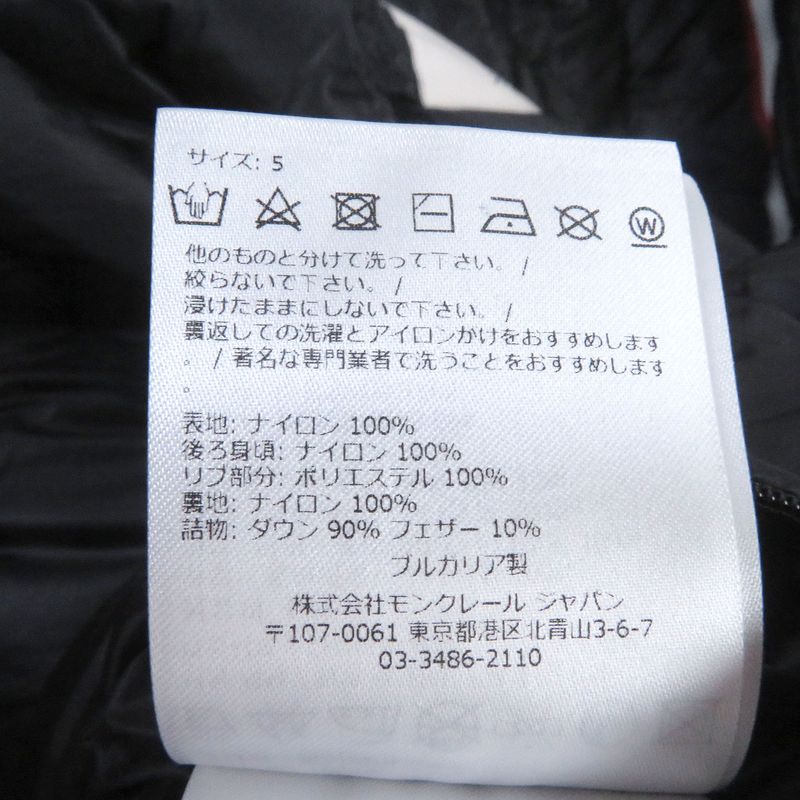 サイズ: 5
W
他のものと分けて洗って下さい。 /
絞らないで下さい。 /
浸けたままにしないで下さい。 /
裏返しての洗濯とアイロンかけをおすすめします
。 / 著名な専門業者で洗うことをおすすめします
。
表地: ナイロン 100%
後ろ身頃: ナイロン 100%
リブ部分: ポリエステル 100%
裏地: ナイロン 100%
詰物: ダウン 90% フェザー 10%
ブルガリア製
株式会社モンクレール ジャパン
〒107-0061 東京都港区北青山3-6-7
03-3486-2110